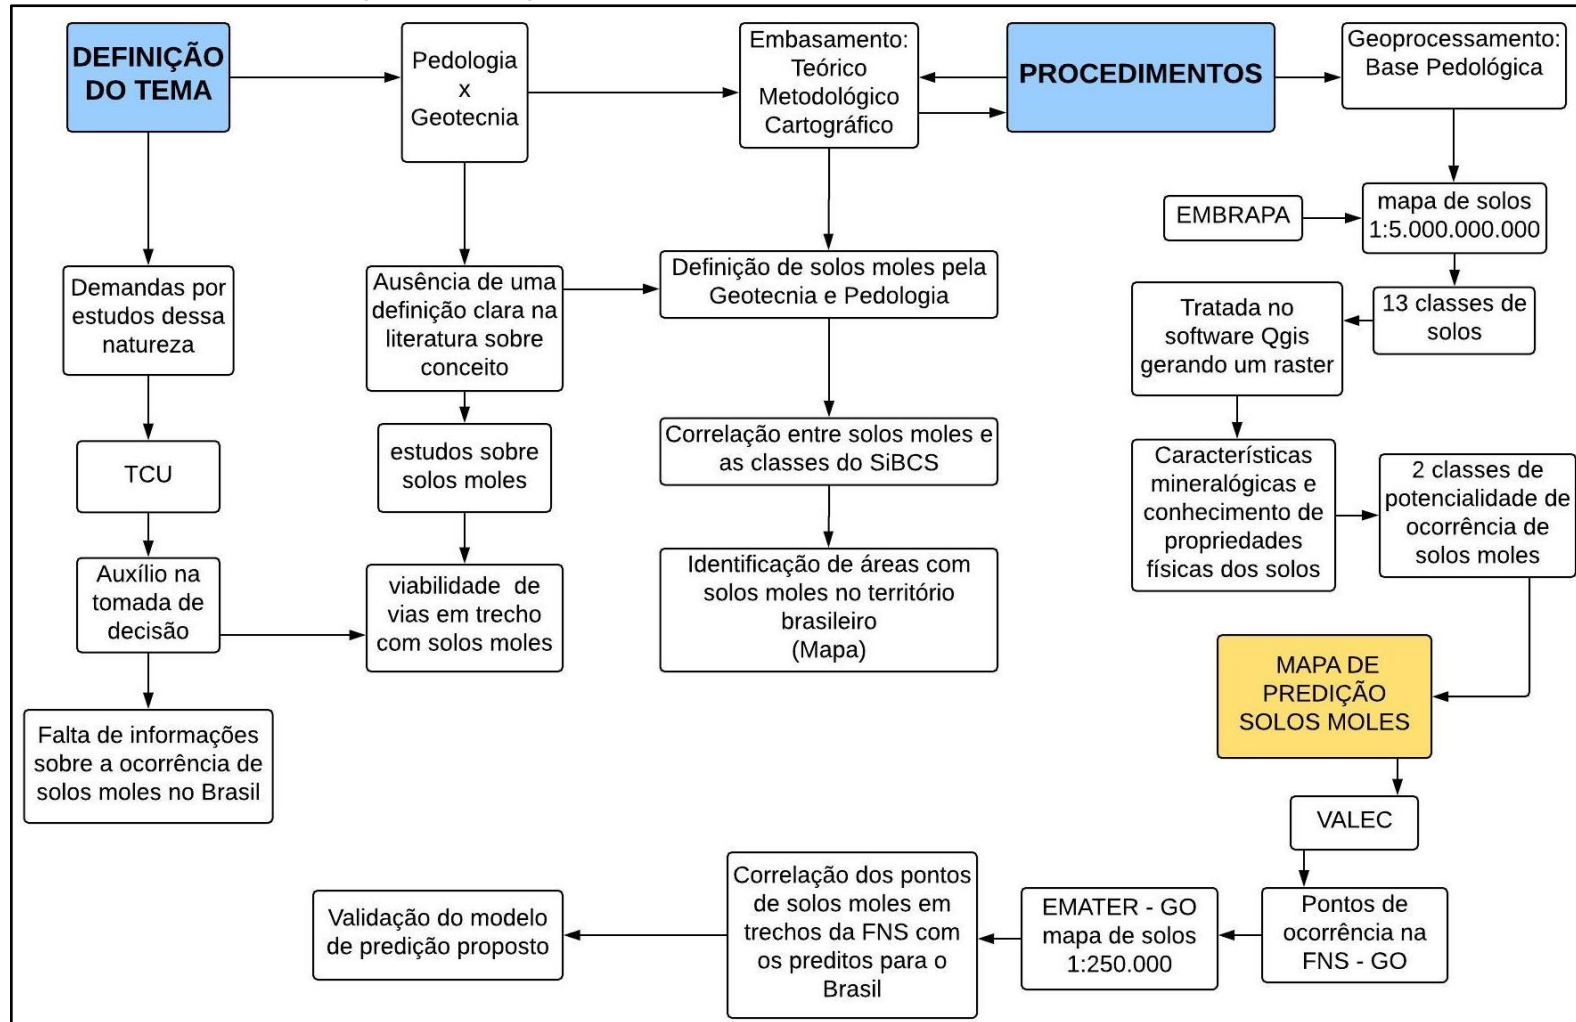 DEFINIÇÃO
DO TEMA
Pedologia
x
Geotecnia
Embasamento:
Teórico
Metodológico
Cartográfico
PROCEDIMENTOS
Geoprocessamento:
Base Pedológica
EMBRAPA
mapa de solos
1:5.000.000.000
13 classes de
solos
Tratada no
software Qgis
gerando um raster
Demandas por
estudos dessa
natureza
Ausência de uma
definição clara na
literatura sobre
conceito
Definição de solos moles pela
Geotecnia e Pedologia
TCU
estudos sobre
solos moles
Correlação entre solos moles e
as classes do SiBCS
Características
mineralógicas e
conhecimento de
propriedades
físicas dos solos
2 classes de
potencialidade de
ocorrência de
solos moles
Auxílio na
tomada de
decisão
viabilidade de
vias em trecho
com solos moles
Identificação de áreas com
solos moles no território
brasileiro
(Mapa)
MAPA DE
PREDIÇÃO
SOLOS MOLES
Falta de informações
sobre a ocorrência de
solos moles no Brasil
VALEC
Pontos de
ocorrência na
FNS - GO
EMATER - GO
mapa de solos
1:250.000
Correlação dos pontos
de solos moles em
trechos da FNS com
os preditos para o
Brasil
Validação do modelo
de predição proposto